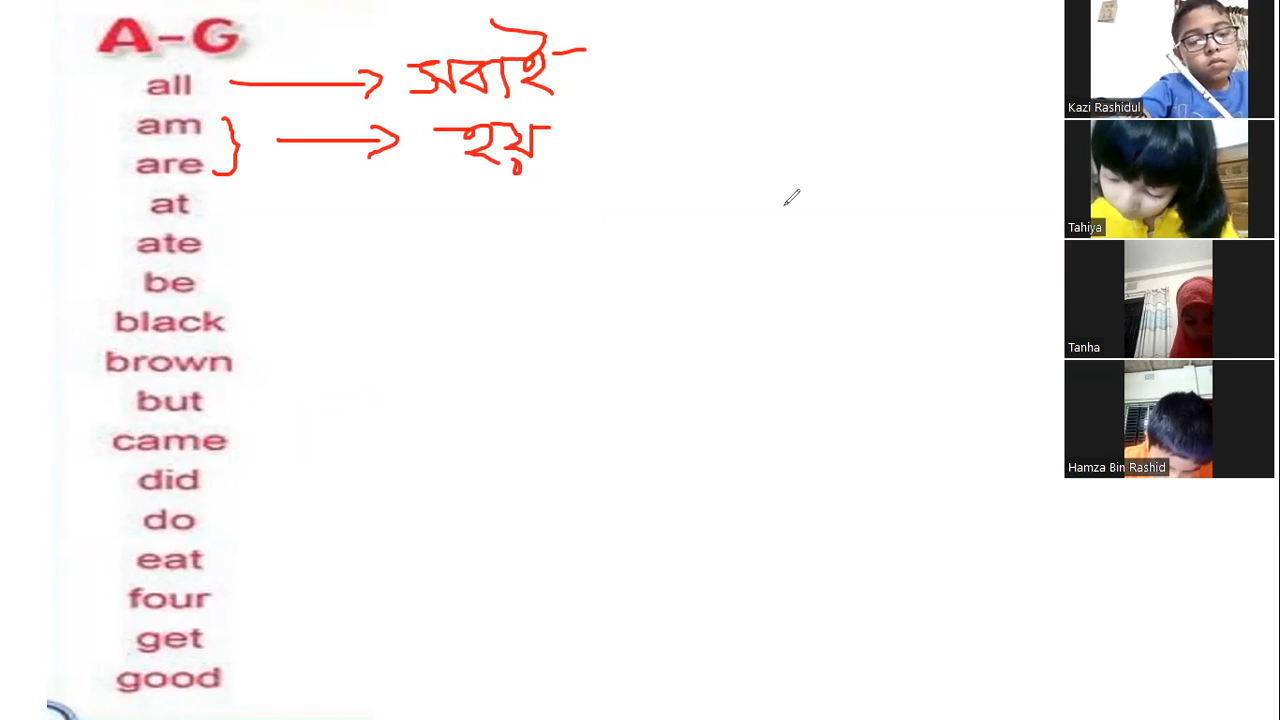 A-G
all → সবাই
am
are } → হয়
at
ate
be
black
brown
but
came
did
do
eat
four
get
good
Kazi Rashidul
Tahiya
Tanha
Hamza Bin Rashid